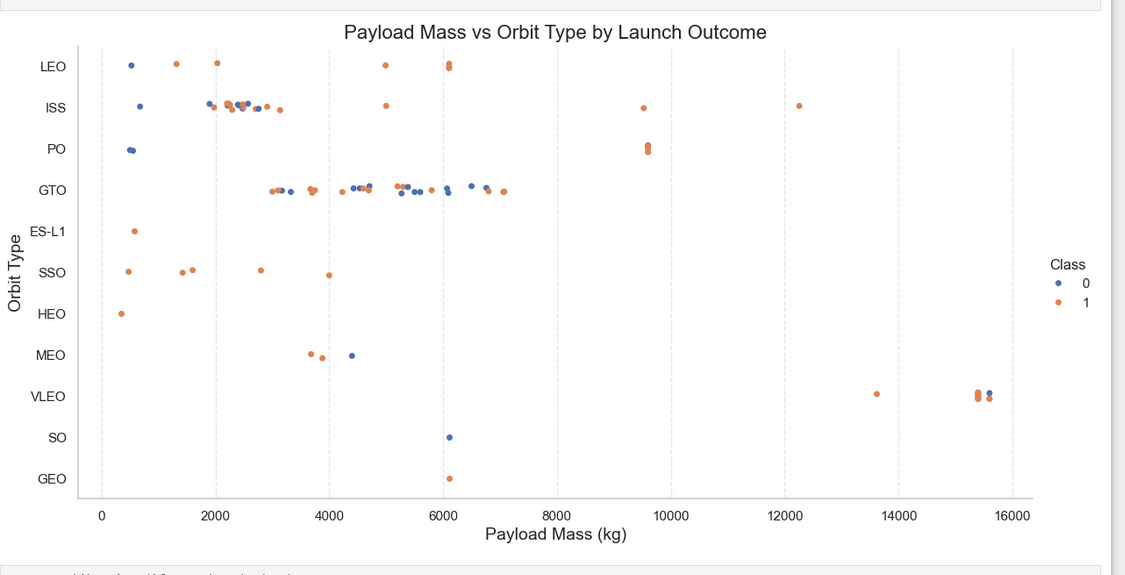 Payload Mass vs Orbit Type by Launch Outcome
LEO
ISS
PO
GTO
ES-L1
SSO
HEO
MEO
VLEO
SO
GEO
Orbit Type
0
2000
4000
6000
8000
10000
12000
14000
16000
Payload Mass (kg)
Class
0
1